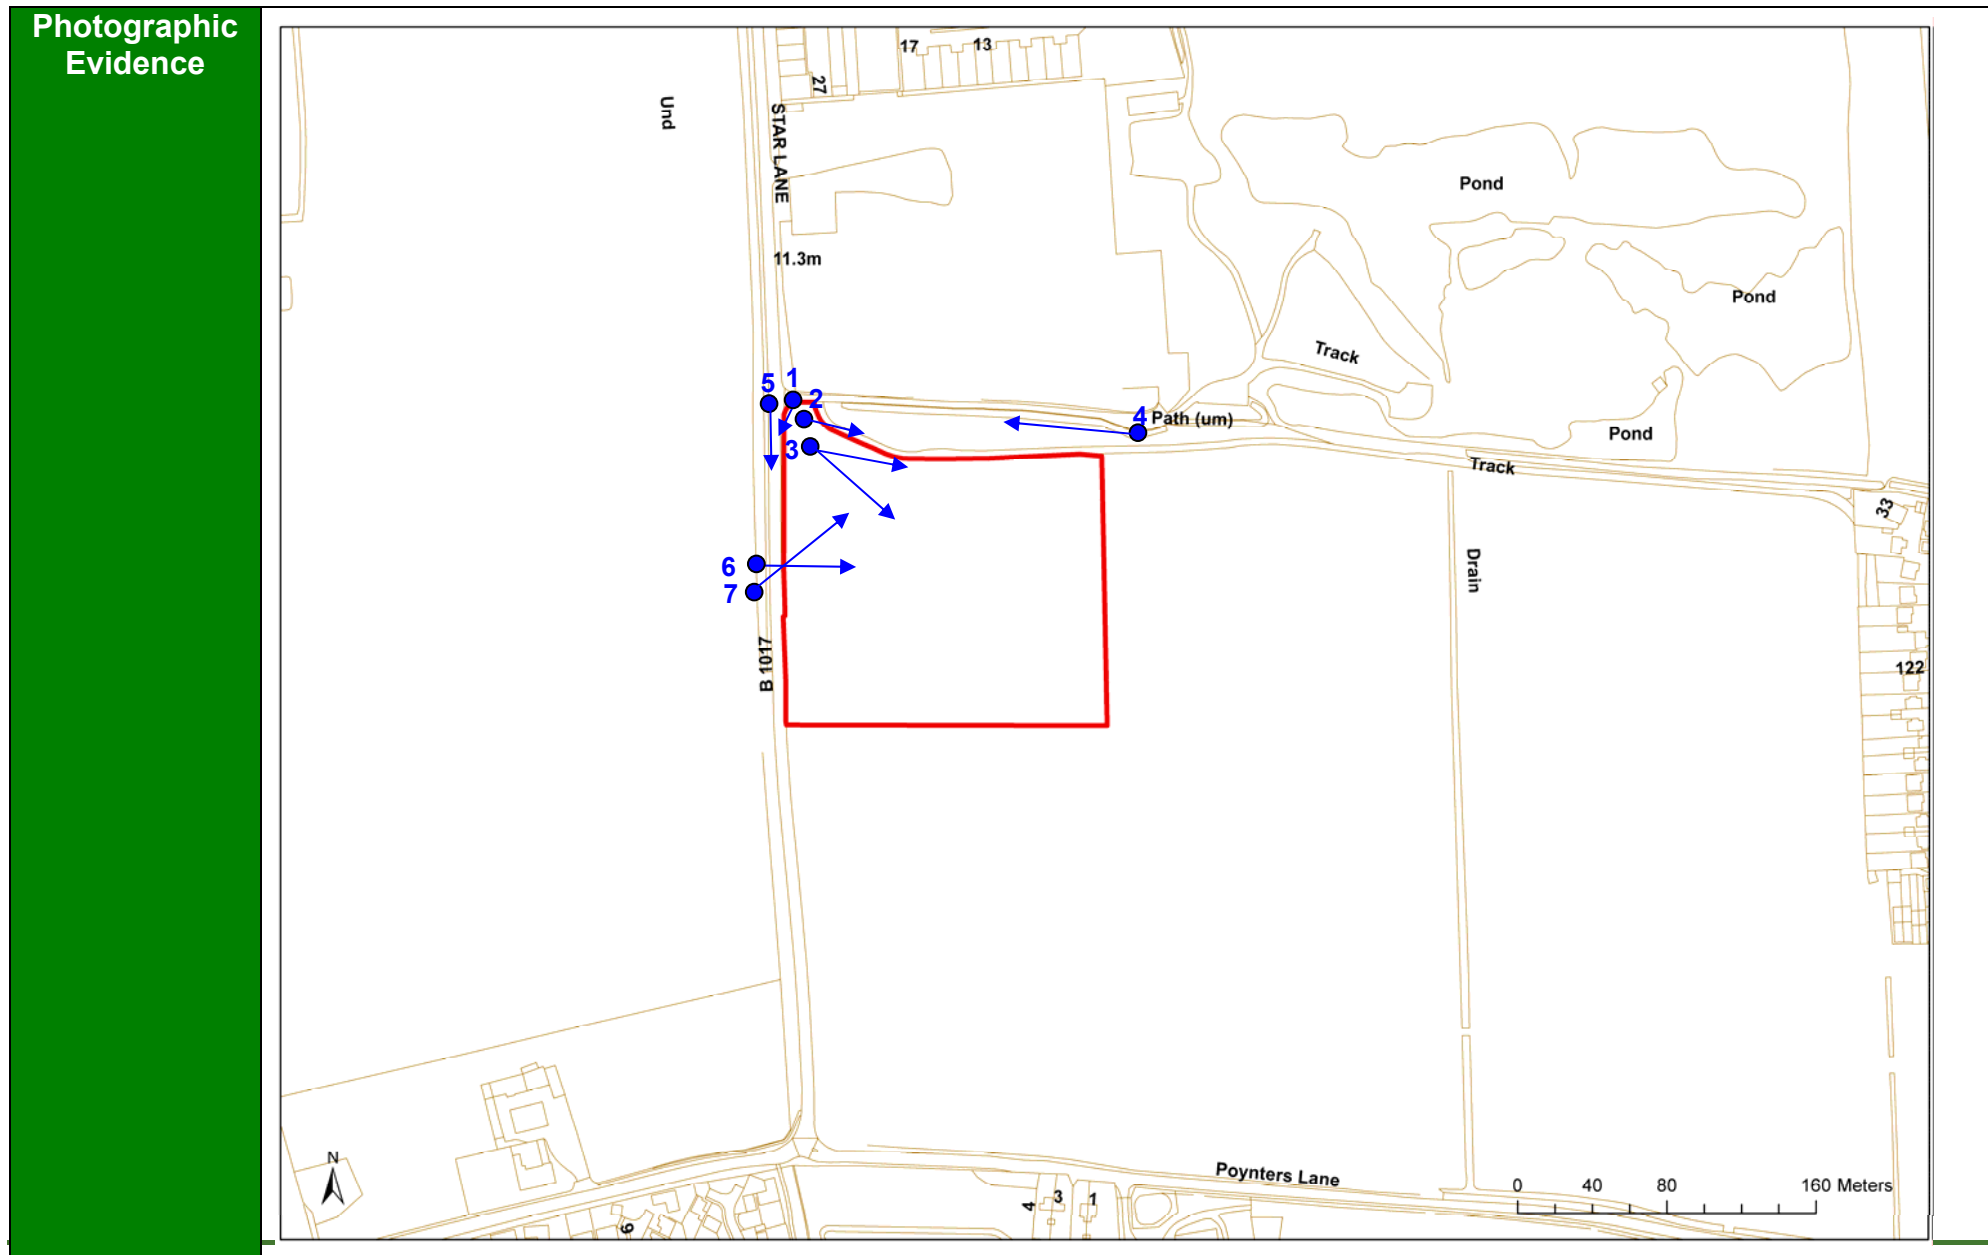 Photographic
Evidence
17
13
27
Und
STAR LANE
Pond
11.3m
Pond
Track
5
1
2
4
Path (um)
3
Pond
Track
33
Drain
6
7
B 1017
122
N
Poynters Lane
0
40
80
160 Meters
4
3
1
9